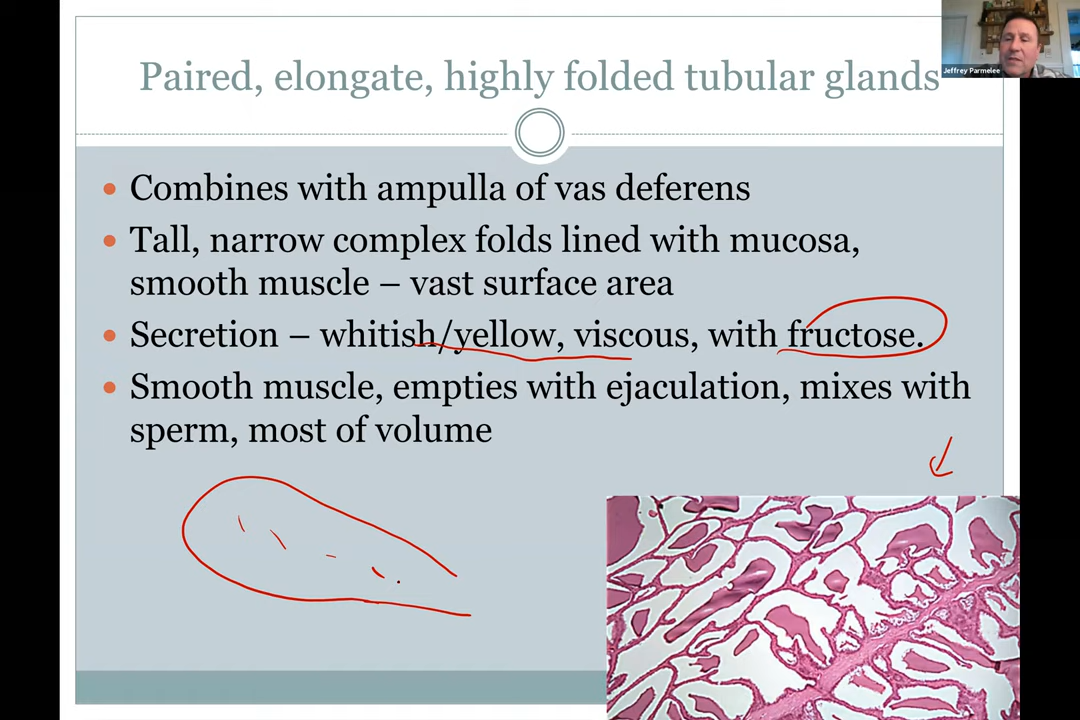 Paired, elongate, highly folded tubular glands
Jeffrey Parmelee
• Combines with ampulla of vas deferens
• Tall, narrow complex folds lined with mucosa,
smooth muscle – vast surface area
• Secretion – whitish/yellow, viscous, with fructose.
• Smooth muscle, empties with ejaculation, mixes with
sperm, most of volume